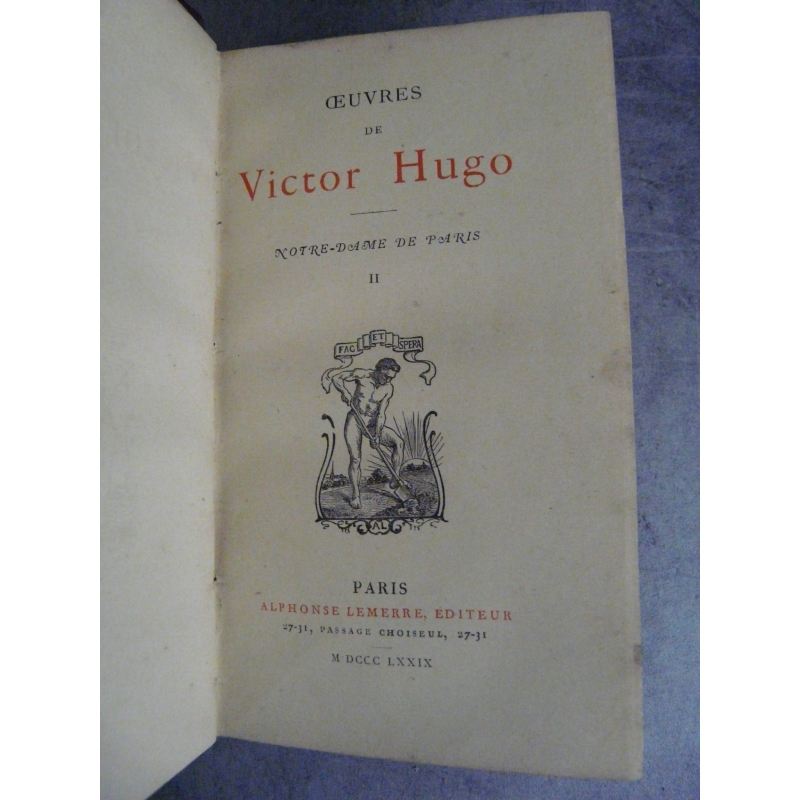 ŒUVRES
DE
Victor Hugo
NOTRE-DAME DE PARIS
II
FAC ET SPERA
AL
PARIS
ALPHONSE LEMERRE, ÉDITEUR
27-31, PASSAGE CHOISEUL, 27-31
M DCCC LXXIX